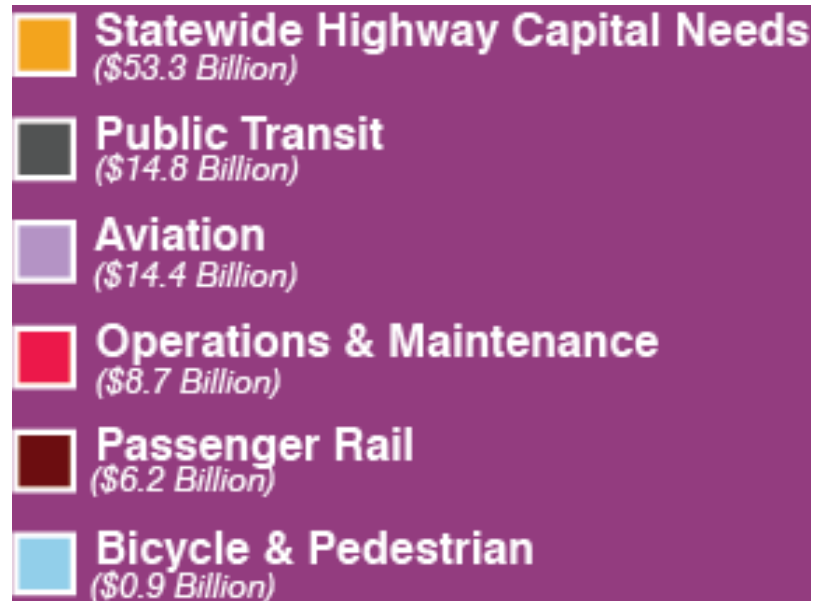 Statewide Highway Capital Needs
($53.3 Billion)
Public Transit
($14.8 Billion)
Aviation
($14.4 Billion)
Operations & Maintenance
($8.7 Billion)
Passenger Rail
($6.2 Billion)
Bicycle & Pedestrian
($0.9 Billion)